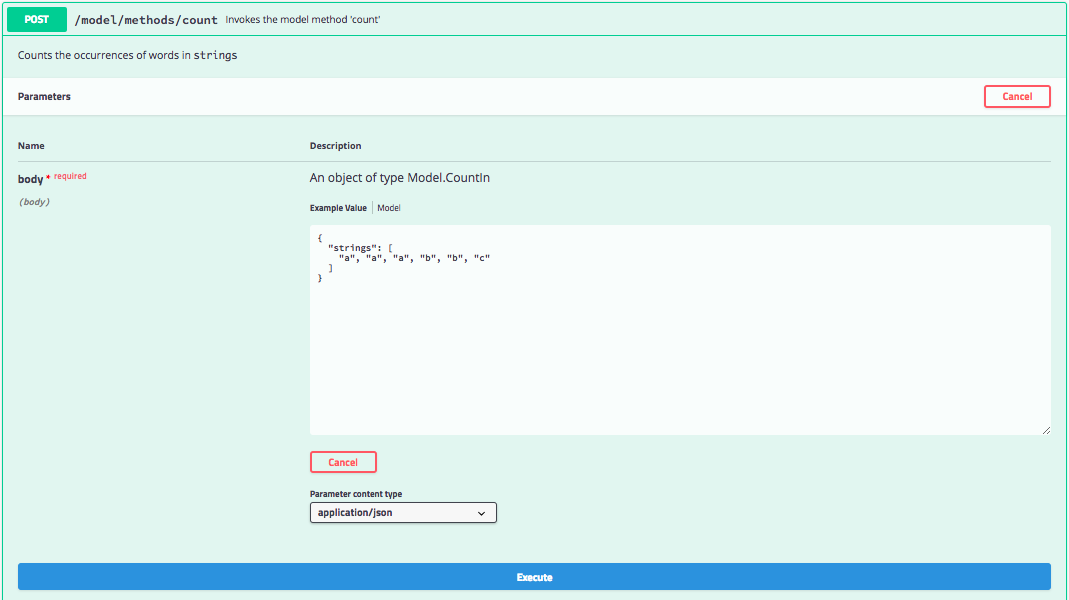 POST /model/methods/count Invokes the model method 'count'
Counts the occurrences of words in strings
Parameters Cancel
Name Description
body * required An object of type Model.CountIn
(body)
Example Value Model
{
"strings": [
"a", "a", "a", "b", "b", "c"
]
}
Cancel
Parameter content type
application/json
Execute